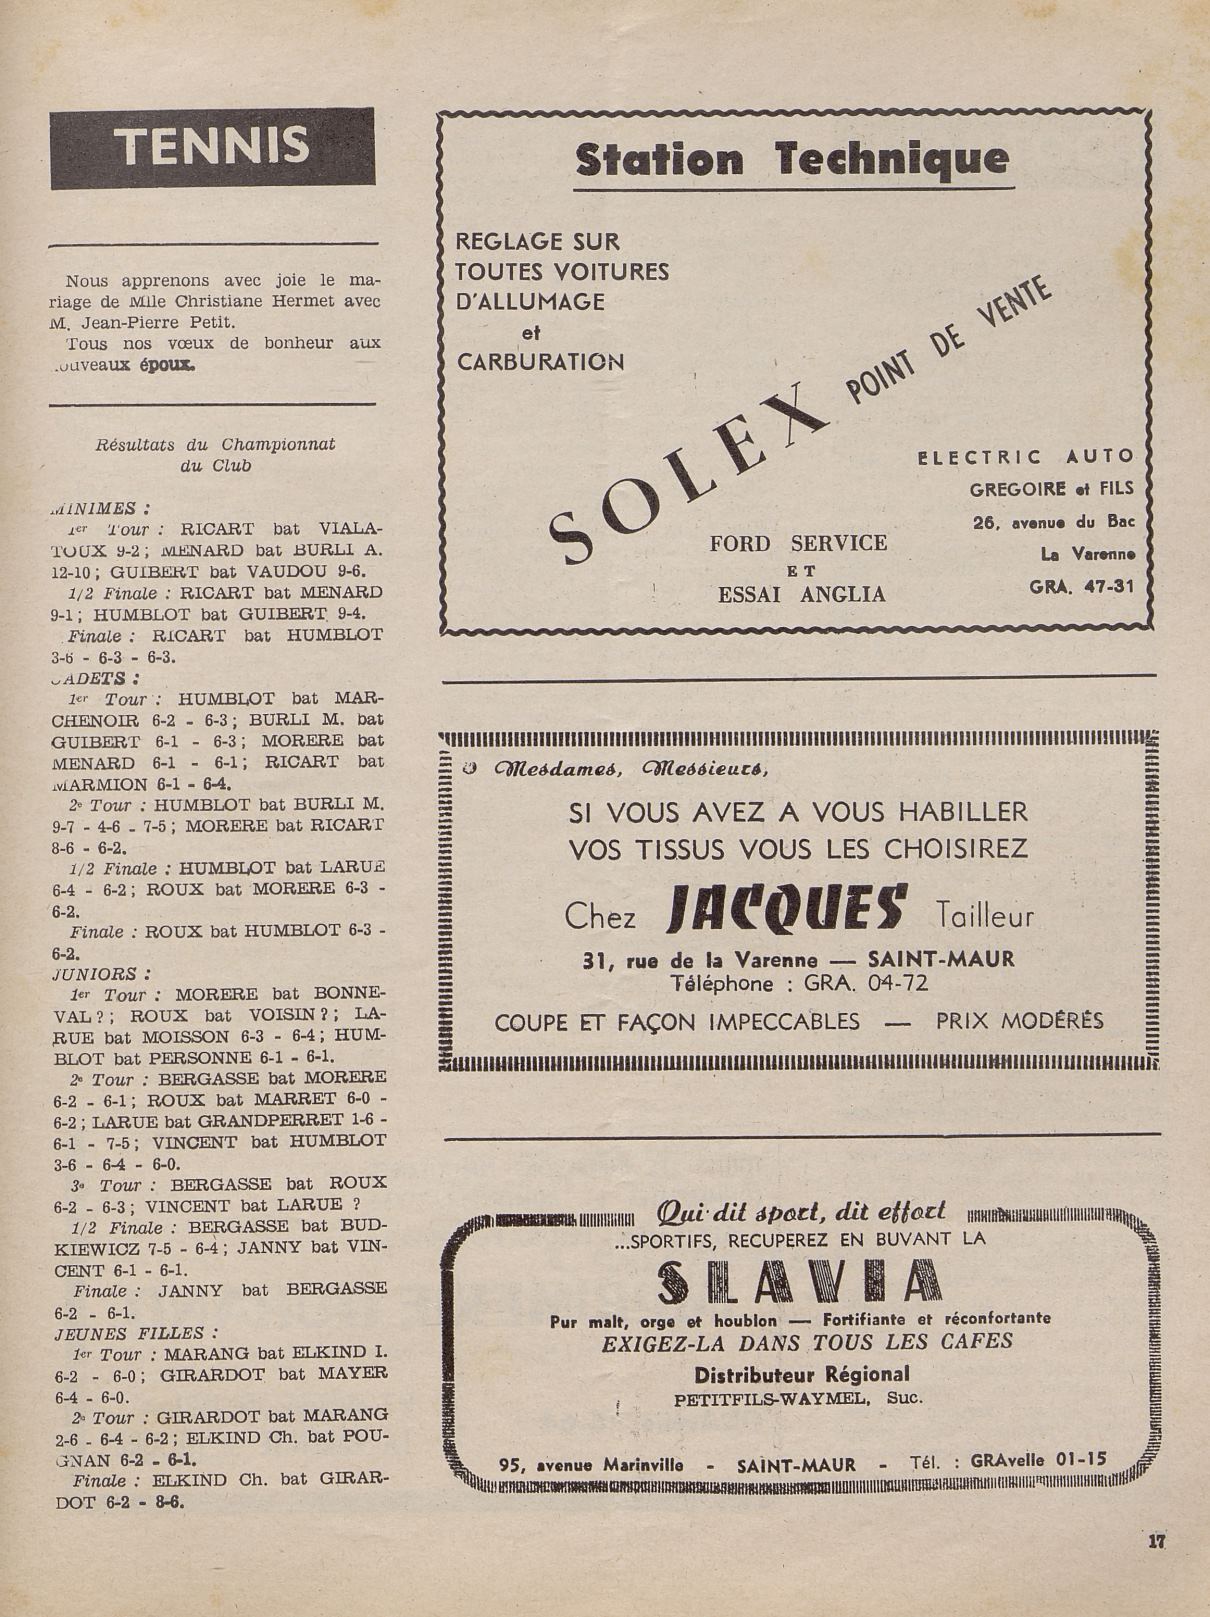 TENNIS
Nous apprenons avec joie le ma-
riage de Mlle Christiane Hermet avec
M. Jean-Pierre Petit.
Tous nos vœux de bonheur aux
ouveaux époux.
Résultats du Championnat
du Club
MINIMES :
1er Tour : RICART bat VIALA-
TOUX 9-2 ; MENARD bat BURLI A.
12-10 ; GUIBERT bat VAUDOU 9-6.
1/2 Finale : RICART bat MENARD
9-1 ; HUMBLOT bat GUIBERT 9-4.
Finale : RICART bat HUMBLOT
3-6 - 6-3 - 6-3.
CADETS :
1er Tour : HUMBLOT bat MAR-
CHENOIR 6-2 - 6-3 ; BURLI M. bat
GUIBERT 6-1 - 6-3 ; MORERE bat
MENARD 6-1 - 6-1 ; RICART bat
MARMION 6-1 - 6-4.
2e Tour : HUMBLOT bat BURLI M.
9-7 - 4-6 - 7-5 ; MORERE bat RICART
8-6 - 6-2.
1/2 Finale : HUMBLOT bat LARUE
6-4 - 6-2 ; ROUX bat MORERE 6-3 -
6-2.
Finale : ROUX bat HUMBLOT 6-3 -
6-2.
JUNIORS :
1er Tour : MORERE bat BONNE-
VAL ? ; ROUX bat VOISIN ? ; LA-
RUE bat MOISSON 6-3 - 6-4 ; HUM-
BLOT bat PERSONNE 6-1 - 6-1.
2e Tour : BERGASSE bat MORERE
6-2 - 6-1 ; ROUX bat MARRET 6-0 -
6-2 ; LARUE bat GRANDPERRET 1-6 -
6-1 - 7-5 ; VINCENT bat HUMBLOT
3-6 - 6-4 - 6-0.
3e Tour : BERGASSE bat ROUX
6-2 - 6-3 ; VINCENT bat LARUE ?
1/2 Finale : BERGASSE bat BUD-
KIEWICZ 7-5 - 6-4 ; JANNY bat VIN-
CENT 6-1 - 6-1.
Finale : JANNY bat BERGASSE
6-2 - 6-1.
JEUNES FILLES :
1er Tour : MARANG bat ELKIND I.
6-2 - 6-0 ; GIRARDOT bat MAYER
6-4 - 6-0.
2e Tour : GIRARDOT bat MARANG
2-6 - 6-4 - 6-2 ; ELKIND Ch. bat POU-
GNAN 6-2 - 6-1.
Finale : ELKIND Ch. bat GIRAR-
DOT 6-2 - 8-6.
Station Technique
REGLAGE SUR
TOUTES VOITURES
D'ALLUMAGE
et
CARBURATION
SOLEX POINT DE VENTE
ELECTRIC AUTO
GREGOIRE et FILS
26, avenue du Bac
La Varenne
GRA. 47-31
FORD SERVICE
ET
ESSAI ANGLIA
Mesdames, Messieurs,
SI VOUS AVEZ A VOUS HABILLER
VOS TISSUS VOUS LES CHOISIREZ
Chez JACQUES Tailleur
31, rue de la Varenne — SAINT-MAUR
Téléphone : GRA. 04-72
COUPE ET FAÇON IMPECCABLES — PRIX MODÉRÉS
Qui dit sport, dit effort
...SPORTIFS, RECUPEREZ EN BUVANT LA
SLAVIA
Pur malt, orge et houblon — Fortifiante et réconfortante
EXIGEZ-LA DANS TOUS LES CAFES
Distributeur Régional
PETITFILS-WAYMEL, Suc.
95, avenue Marinville - SAINT-MAUR - Tél. : GRAvelle 01-15
17